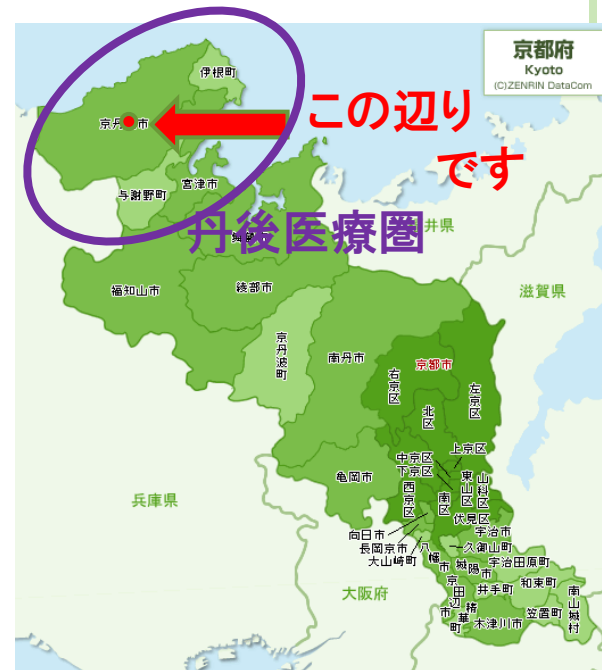 京都府
Kyoto
(C)ZENRIN DataCom
伊根町
この辺り
です
京丹 市
与謝野町
宮津市
丹後医療圏
井県
福知山市
綾部市
滋賀県
京丹波町
南丹市
京都市
右京区
左京区
北区
上京区
中京区
下京区
東山区
山科区
西京区
南区
亀岡市
伏見区
宇治市
兵庫県
向日市
長岡京市
大山崎町
久御山町
八幡市
城陽市
宇治田原町
京田辺市
井手町
和東町
大阪府
精華町
木津川市
笠置町
南山城村